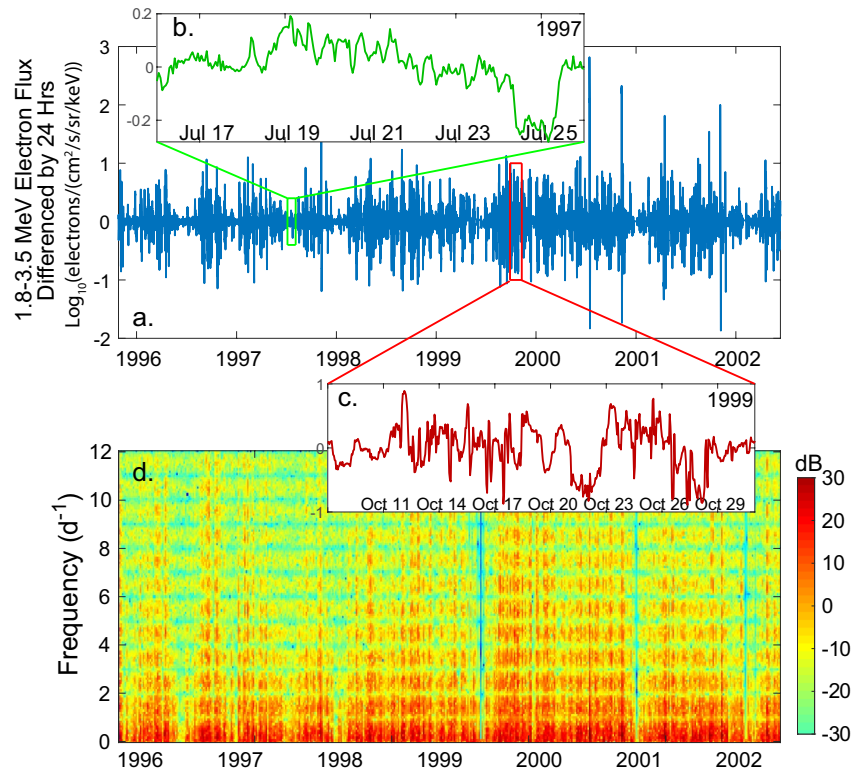 0.2
b.
1997
0
-0.2
Jul 17 Jul 19 Jul 21 Jul 23 Jul 25
1.8-3.5 MeV Electron Flux
Differenced by 24 Hrs
Log10(electrons/(cm²/s/sr/keV))
3
2
1
0
-1
-2
a.
1996 1997 1998 1999 2000 2001 2002
1
c.
1999
0
-1
Oct 11 Oct 14 Oct 17 Oct 20 Oct 23 Oct 26 Oct 29
d.
Frequency (d⁻¹)
12
10
8
6
4
2
0
1996 1997 1998 1999 2000 2001 2002
dB
30
20
10
0
-10
-20
-30